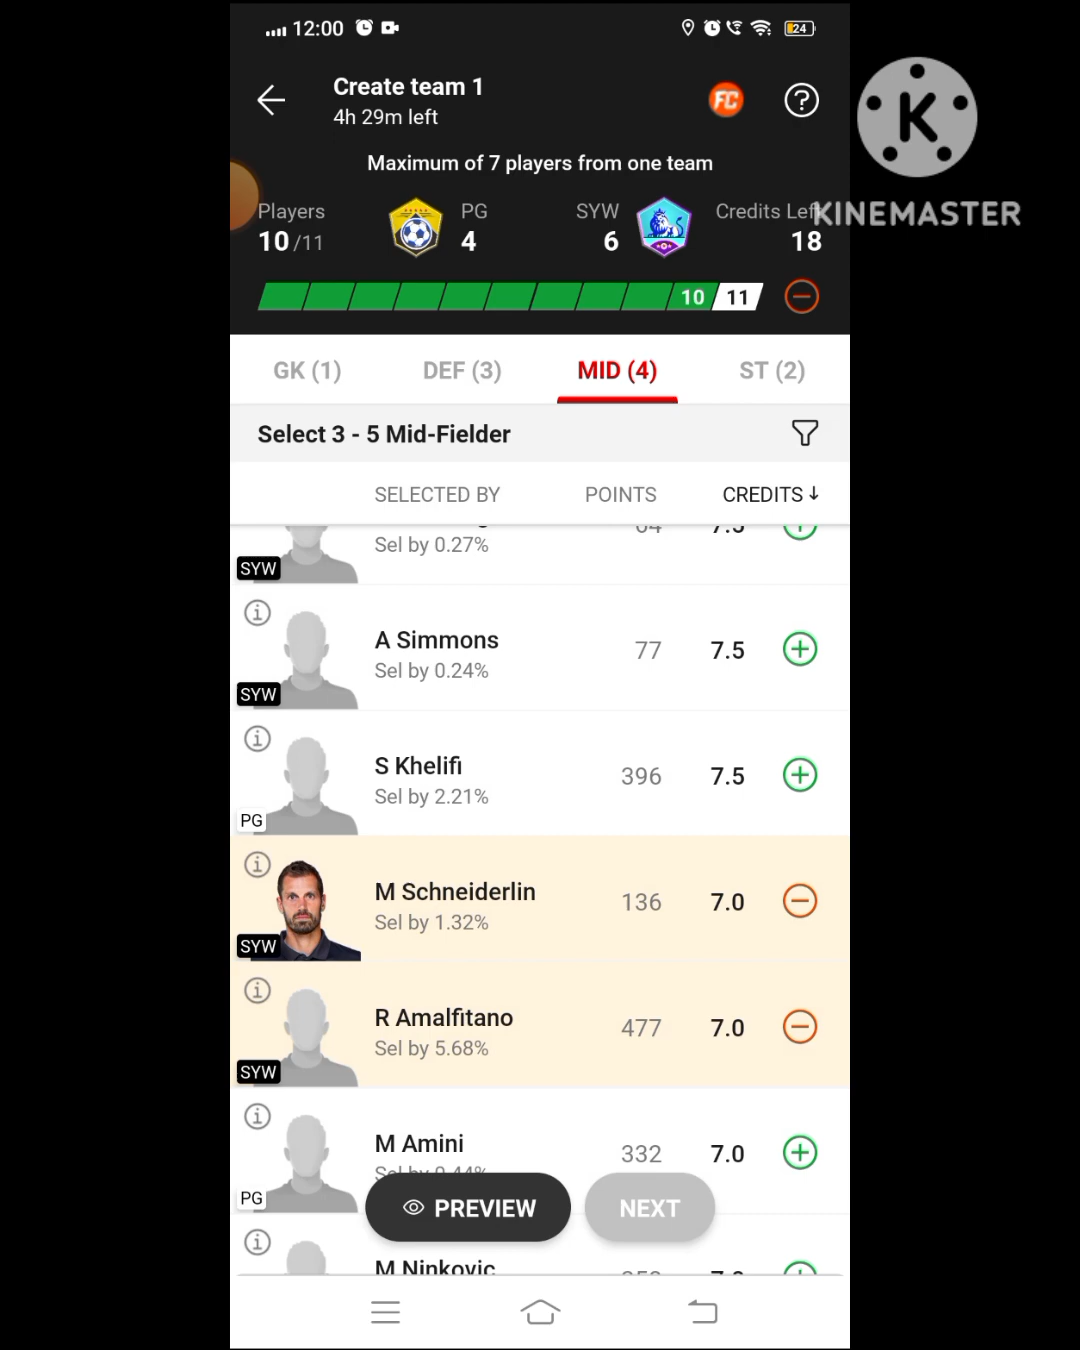 12:00
24
Create team 1
4h 29m left
FC
?
K
KINEMASTER
Maximum of 7 players from one team
Players
10/11
PG
4
SYW
6
Credits Left
18
10 11
GK (1) DEF (3) MID (4) ST (2)
Select 3 - 5 Mid-Fielder
SELECTED BY POINTS CREDITS↓
Sel by 0.27%
SYW
A Simmons
77 7.5
Sel by 0.24%
SYW
S Khelifi
396 7.5
Sel by 2.21%
PG
M Schneiderlin
136 7.0
Sel by 1.32%
SYW
R Amalfitano
477 7.0
Sel by 5.68%
SYW
M Amini
332 7.0
Sel by 0.44%
PG
PREVIEW NEXT
M Ninkovic